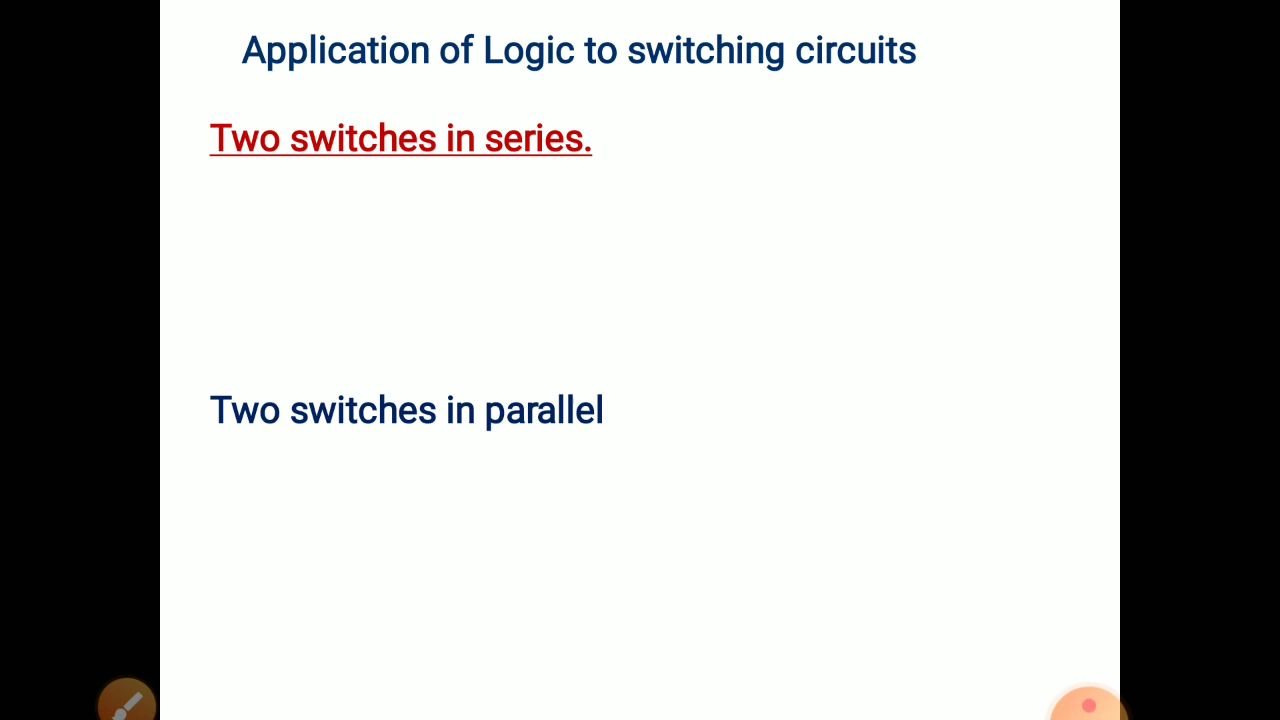 Application of Logic to switching circuits
Two switches in series.
Two switches in parallel